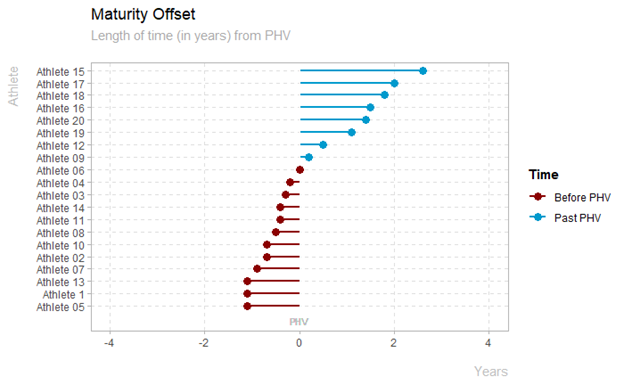 Maturity Offset
Length of time (in years) from PHV
Athlete
Athlete 15
Athlete 17
Athlete 18
Athlete 16
Athlete 20
Athlete 19
Athlete 12
Athlete 09
Athlete 06
Athlete 04
Athlete 03
Athlete 14
Athlete 11
Athlete 08
Athlete 10
Athlete 02
Athlete 07
Athlete 13
Athlete 1
Athlete 05
PHV
-4 -2 0 2 4
Years
Time
Before PHV
Past PHV